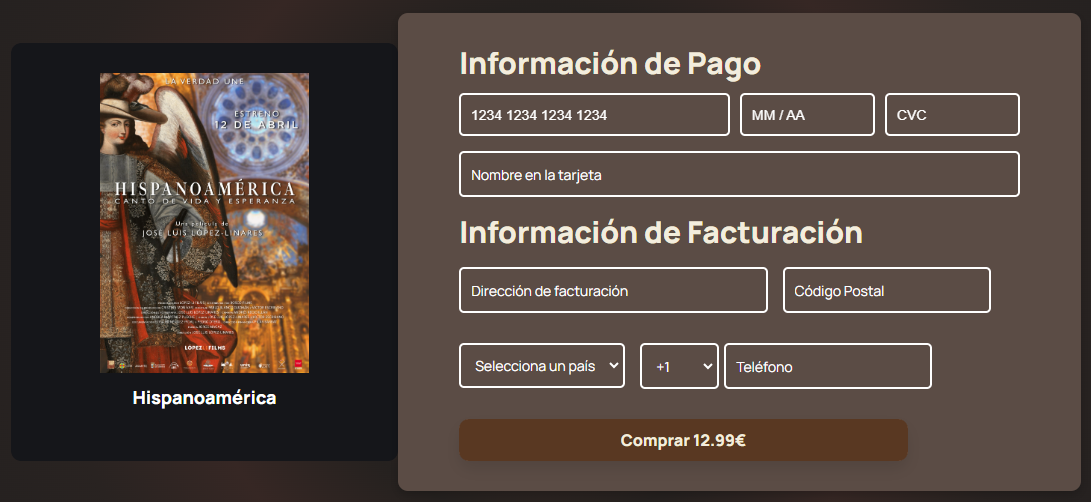 LA VERDAD UNE
ESTRENO
12 DE ABRIL
HISPANOAMÉRICA
CANTO DE VIDA Y ESPERANZA
Una película de
JOSÉ LUIS LÓPEZ-LINARES
LÓPEZ LI FILMS
Hispanoamérica
Información de Pago
1234 1234 1234 1234
MM / AA
CVC
Nombre en la tarjeta
Información de Facturación
Dirección de facturación
Código Postal
Selecciona un país
+1
Teléfono
Comprar 12.99€